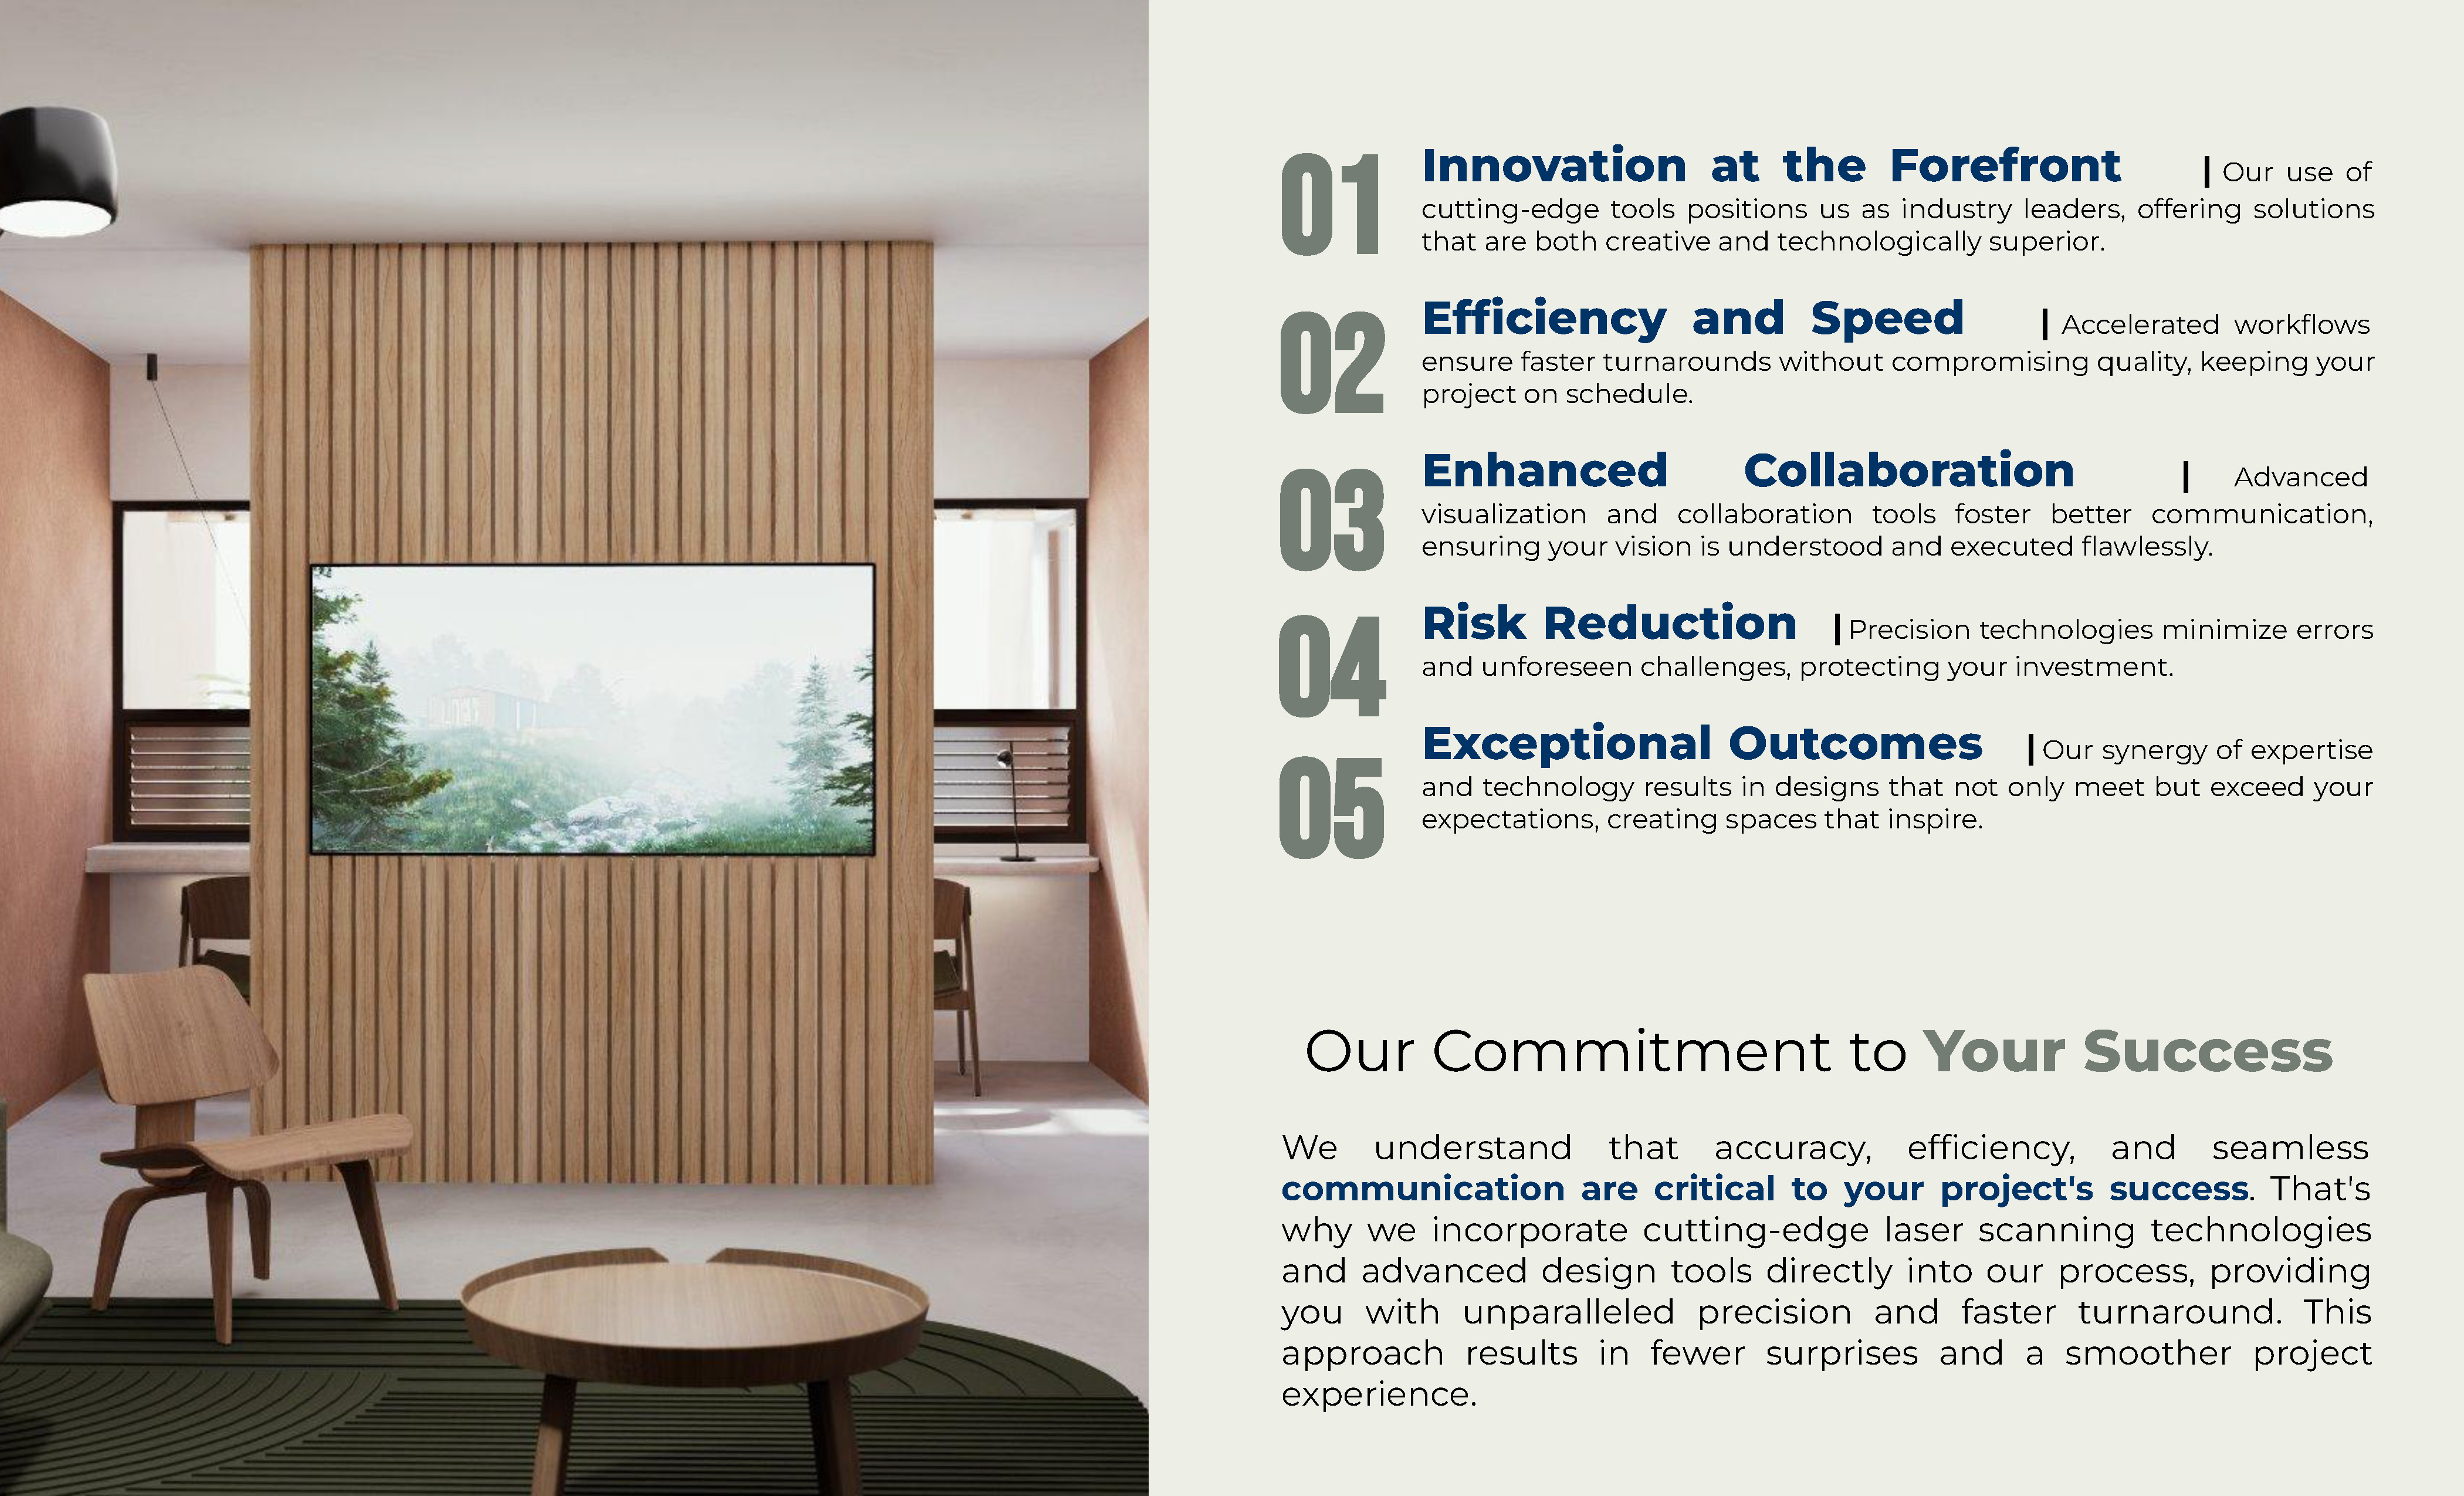 01 Innovation at the Forefront | Our use of
cutting-edge tools positions us as industry leaders, offering solutions
that are both creative and technologically superior.
02 Efficiency and Speed | Accelerated workflows
ensure faster turnarounds without compromising quality, keeping your
project on schedule.
03 Enhanced Collaboration | Advanced
visualization and collaboration tools foster better communication,
ensuring your vision is understood and executed flawlessly.
04 Risk Reduction | Precision technologies minimize errors
and unforeseen challenges, protecting your investment.
05 Exceptional Outcomes | Our synergy of expertise
and technology results in designs that not only meet but exceed your
expectations, creating spaces that inspire.
Our Commitment to Your Success
We understand that accuracy, efficiency, and seamless
communication are critical to your project's success. That's
why we incorporate cutting-edge laser scanning technologies
and advanced design tools directly into our process, providing
you with unparalleled precision and faster turnaround. This
approach results in fewer surprises and a smoother project
experience.